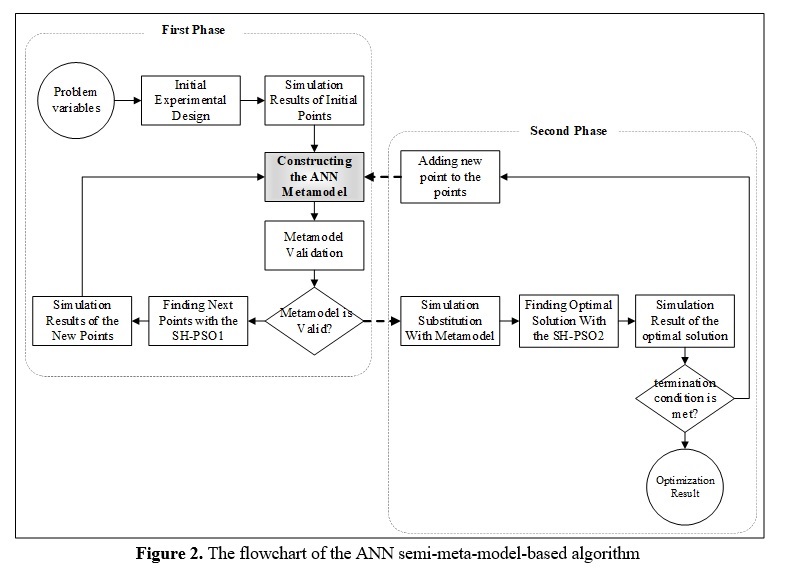 First Phase
Problem
variables
Initial
Experimental
Design
Simulation
Results of Initial
Points
Second Phase
Constructing
the ANN
Metamodel
Adding new
point to the
points
Metamodel
Validation
Simulation
Results of the
New Points
Finding Next
Points with the
SH-PSO1
Metamodel is
Valid?
Simulation
Substitution
With Metamodel
Finding Optimal
Solution With
the SH-PSO2
Simulation
Result of the
optimal solution
termination
condition is
met?
Optimization
Result
Figure 2. The flowchart of the ANN semi-meta-model-based algorithm